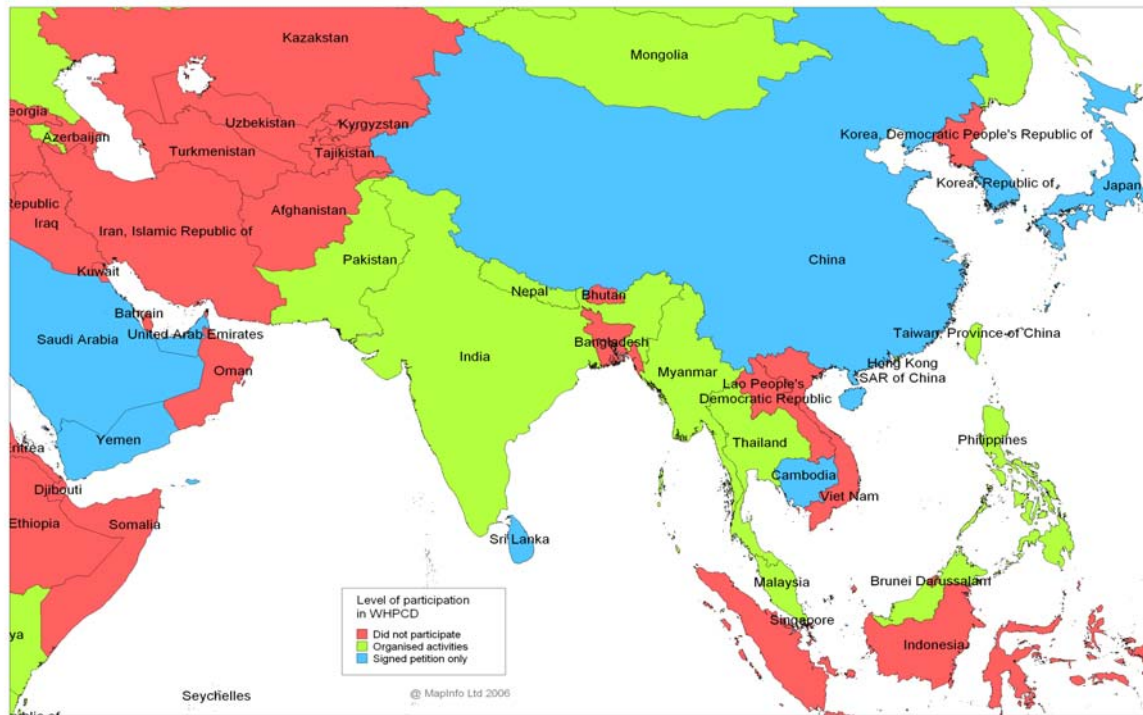 Kazakstan
Mongolia
eorgia
Azerbaijan
Uzbekistan
Kyrgyzstan
Turkmenistan
Tajikistan
Korea, Democratic People's Republic of
Korea, Republic of
Japan
Republic
Iraq
Iran, Islamic Republic of
Afghanistan
Pakistan
China
Kuwait
Nepal
Bhutan
Bahrain
United Arab Emirates
Saudi Arabia
Oman
India
Bangladesh
Myanmar
Taiwan, Province of China
Hong Kong
SAR of China
Lao People's
Democratic Republic
Yemen
Eritrea
Thailand
Philippines
Cambodia
Viet Nam
Djibouti
Ethiopia
Somalia
Sri Lanka
Malaysia
Brunei Darussalam
Singapore
Indonesia
Level of participation
in WHPCD
Did not participate
Organised activities
Signed petition only
ya
Seychelles
@ MapInfo Ltd 2006
public of